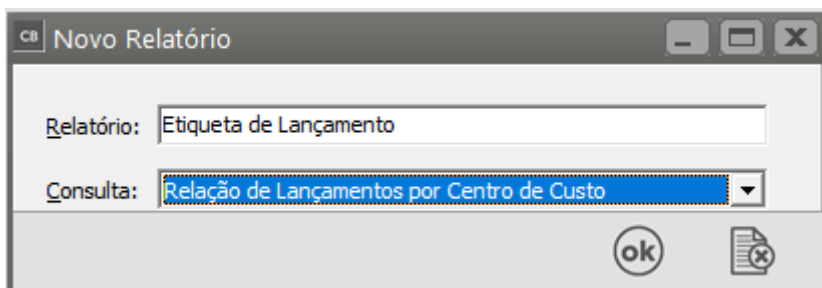 CB Novo Relatório
Relatório: Etiqueta de Lançamento
Consulta: Relação de Lançamentos por Centro de Custo
ok